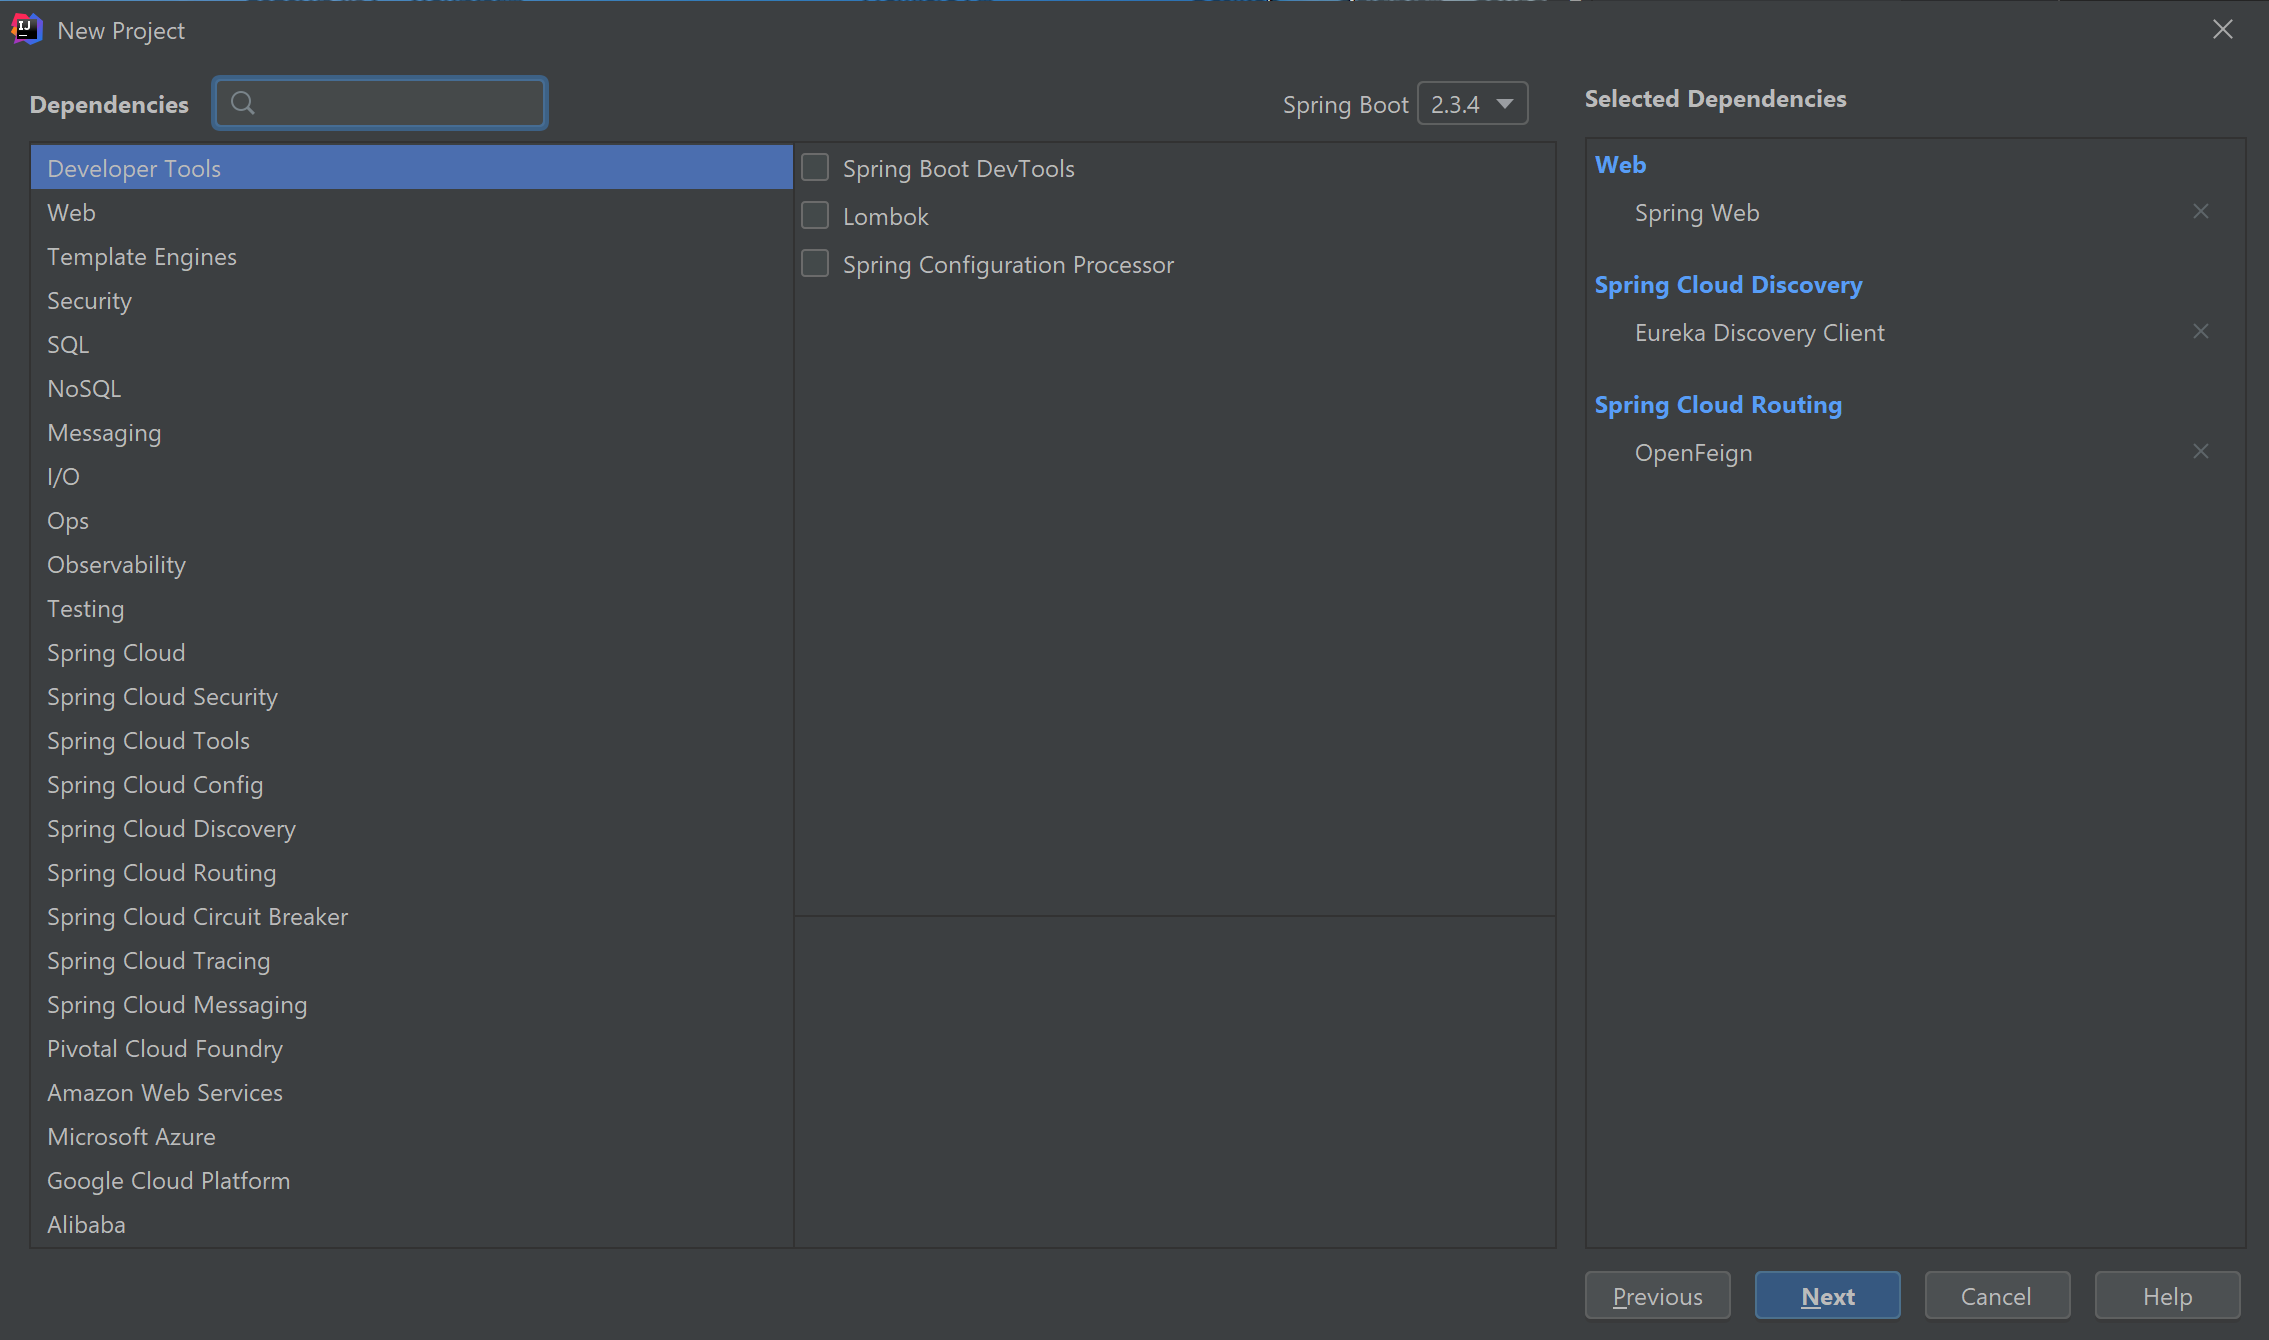 New Project
Dependencies
Spring Boot 2.3.4
Developer Tools
Web
Template Engines
Security
SQL
NoSQL
Messaging
I/O
Ops
Observability
Testing
Spring Cloud
Spring Cloud Security
Spring Cloud Tools
Spring Cloud Config
Spring Cloud Discovery
Spring Cloud Routing
Spring Cloud Circuit Breaker
Spring Cloud Tracing
Spring Cloud Messaging
Pivotal Cloud Foundry
Amazon Web Services
Microsoft Azure
Google Cloud Platform
Alibaba
Spring Boot DevTools
Lombok
Spring Configuration Processor
Selected Dependencies
Web
Spring Web
Spring Cloud Discovery
Eureka Discovery Client
Spring Cloud Routing
OpenFeign
Previous
Next
Cancel
Help